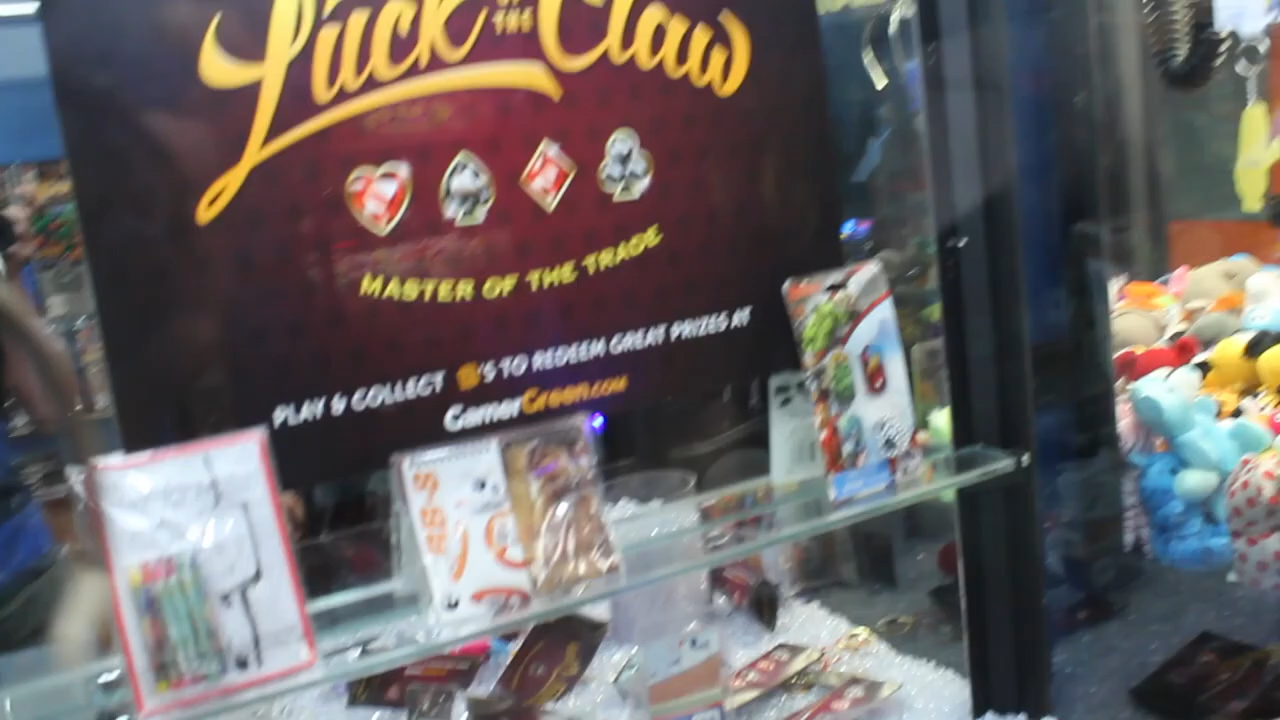 Luck OF THE Claw
MASTER OF THE TRADE
PLAY & COLLECT 'S TO REDEEM GREAT PRIZES AT
GamerGreen.com